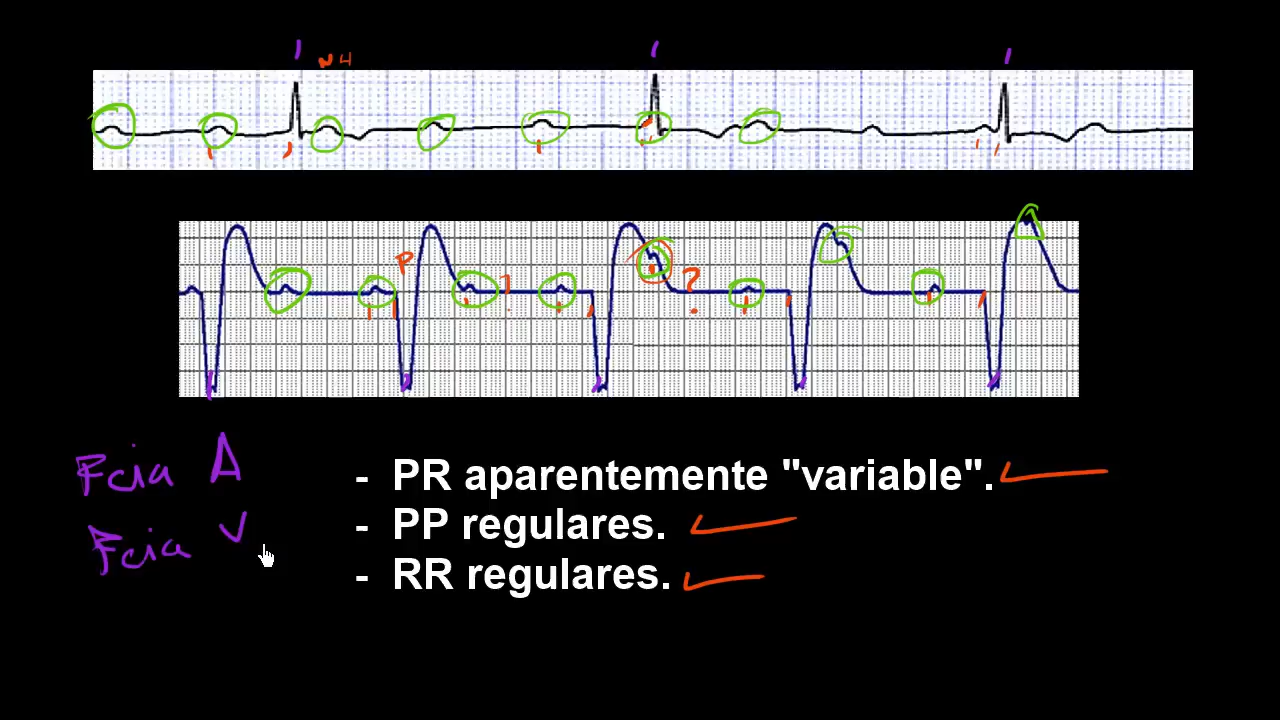 P
?
?
Fcia A
- PR aparentemente "variable".
Fcia V
- PP regulares.
- RR regulares.